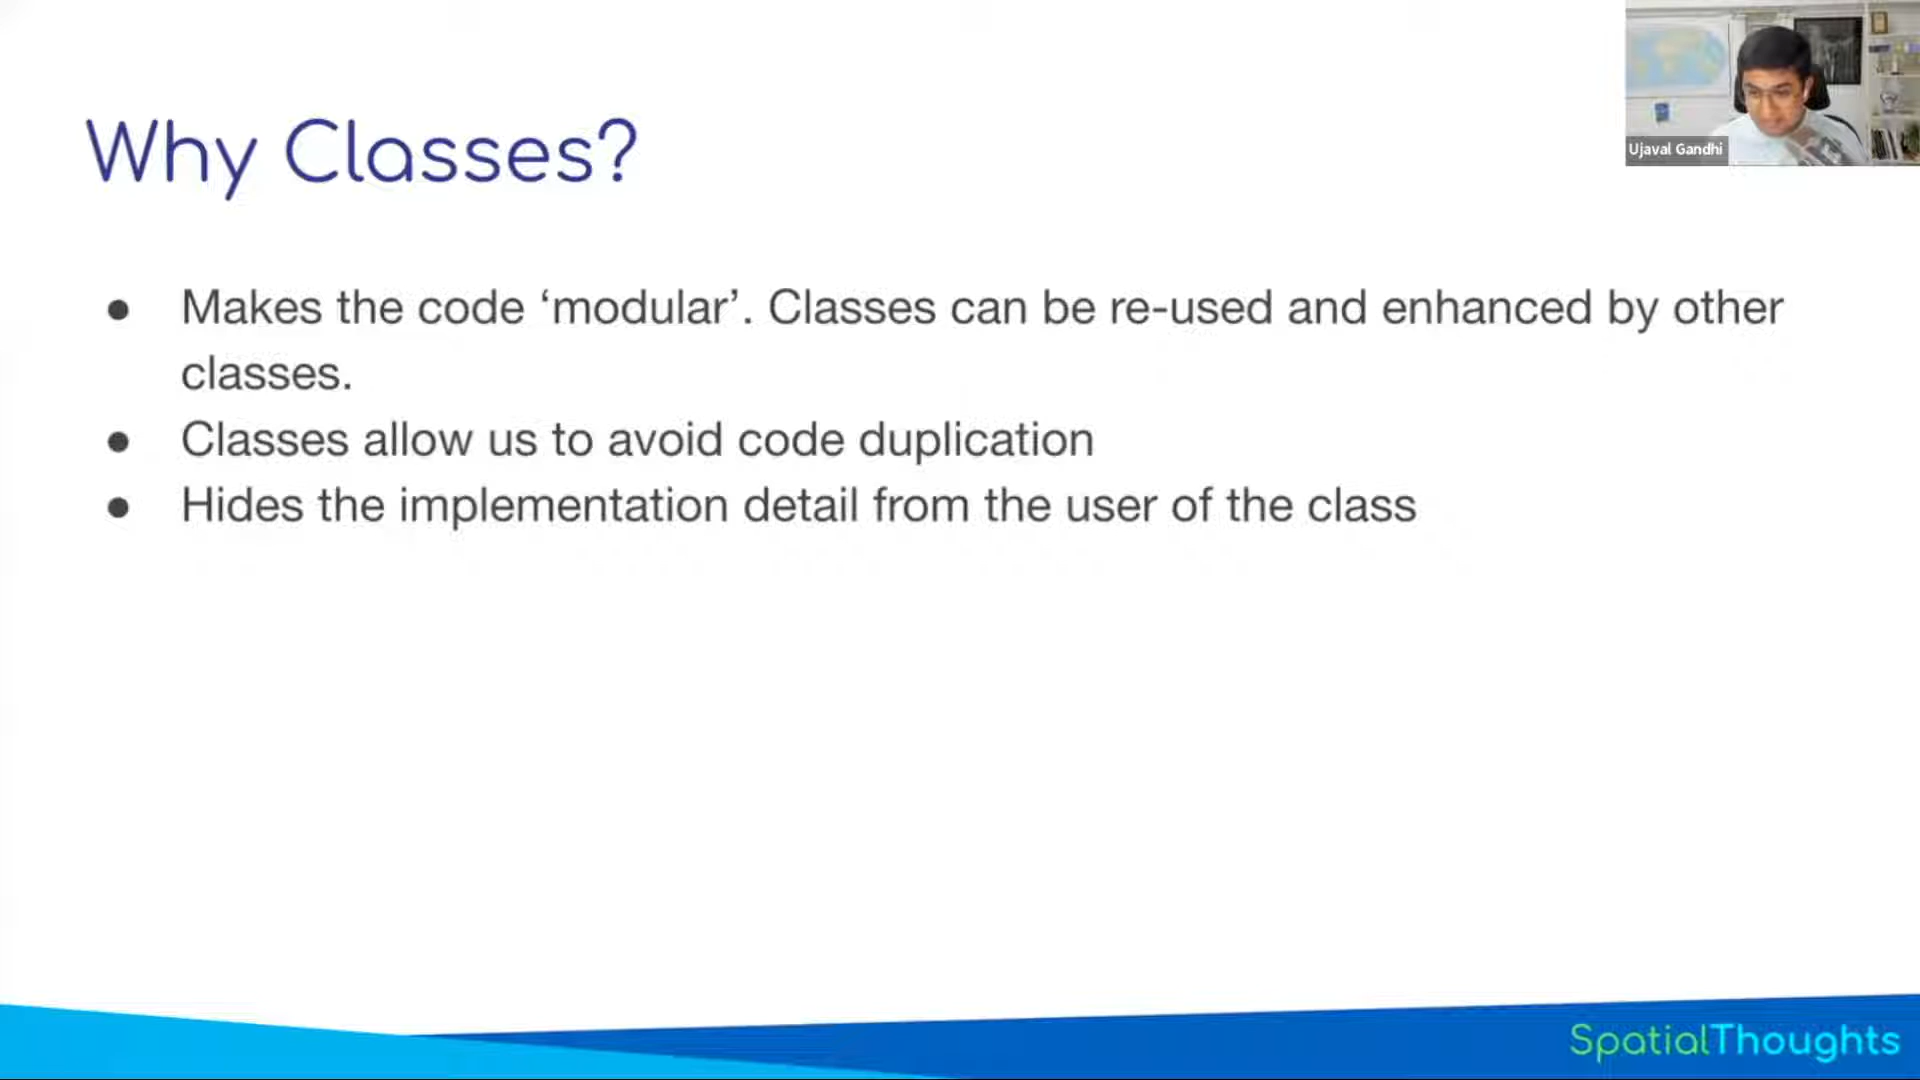 Ujaval Gandhi
Why Classes?
● Makes the code ‘modular’. Classes can be re-used and enhanced by other
classes.
● Classes allow us to avoid code duplication
● Hides the implementation detail from the user of the class
SpatialThoughts